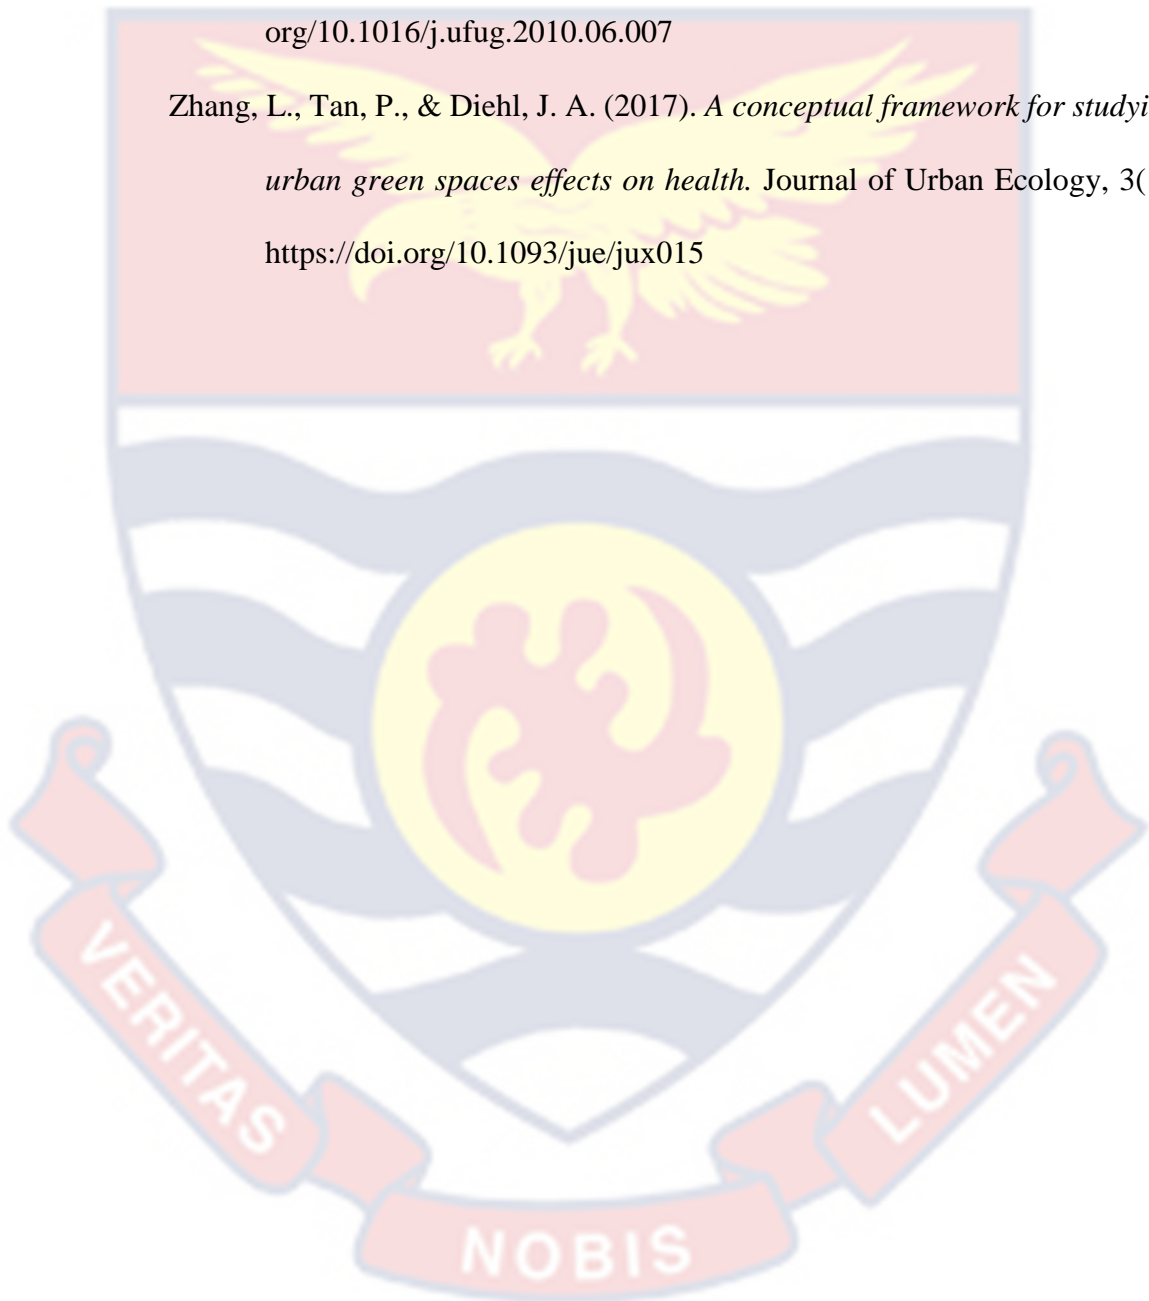 org/10.1016/j.ufug.2010.06.007
Zhang, L., Tan, P., & Diehl, J. A. (2017). A conceptual framework for studyi
urban green spaces effects on health. Journal of Urban Ecology, 3(
https://doi.org/10.1093/jue/jux015
VERITAS
NOBIS
LUMEN